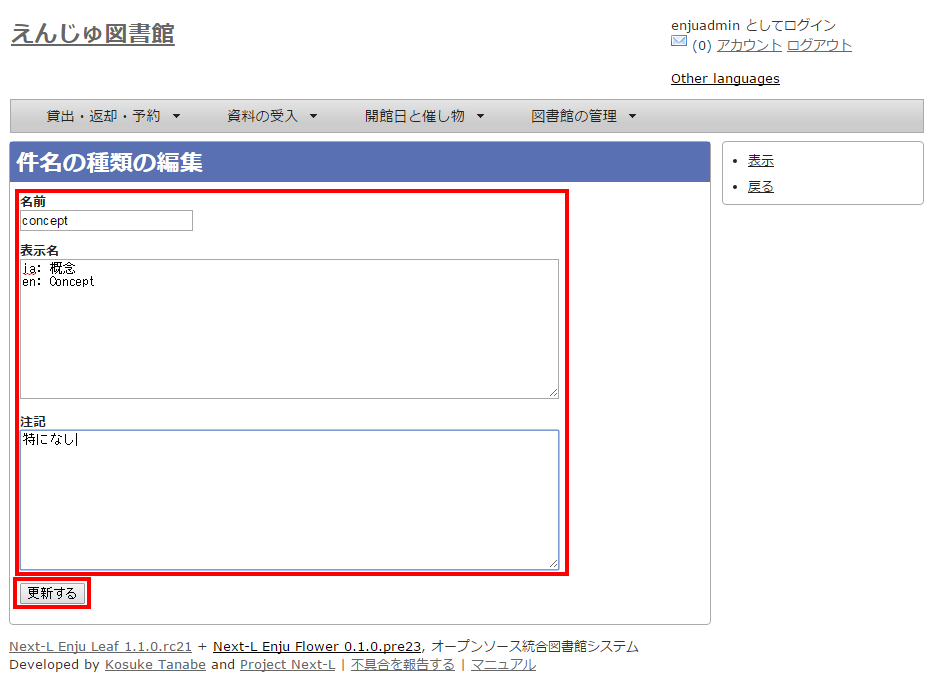 えんじゅ図書館
enjuadmin としてログイン
(0) アカウント ログアウト
Other languages
貸出・返却・予約 ▼ 資料の受入 ▼ 開館日と催し物 ▼ 図書館の管理 ▼
件名の種類の編集
• 表示
• 戻る
名前
concept
表示名
ja: 概念
en: Concept
注記
特になし
更新する
Next-L Enju Leaf 1.1.0.rc21 + Next-L Enju Flower 0.1.0.pre23, オープンソース統合図書館システム
Developed by Kosuke Tanabe and Project Next-L | 不具合を報告する | マニュアル